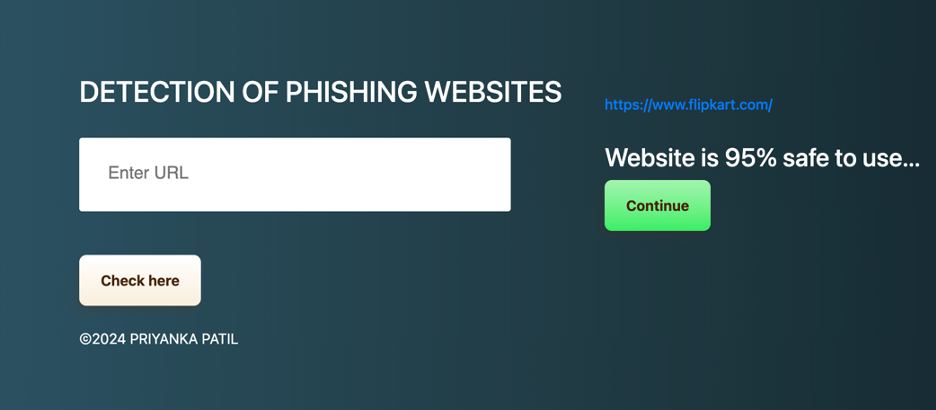 DETECTION OF PHISHING WEBSITES
Enter URL
Check here
©2024 PRIYANKA PATIL
https://www.flipkart.com/
Website is 95% safe to use...
Continue